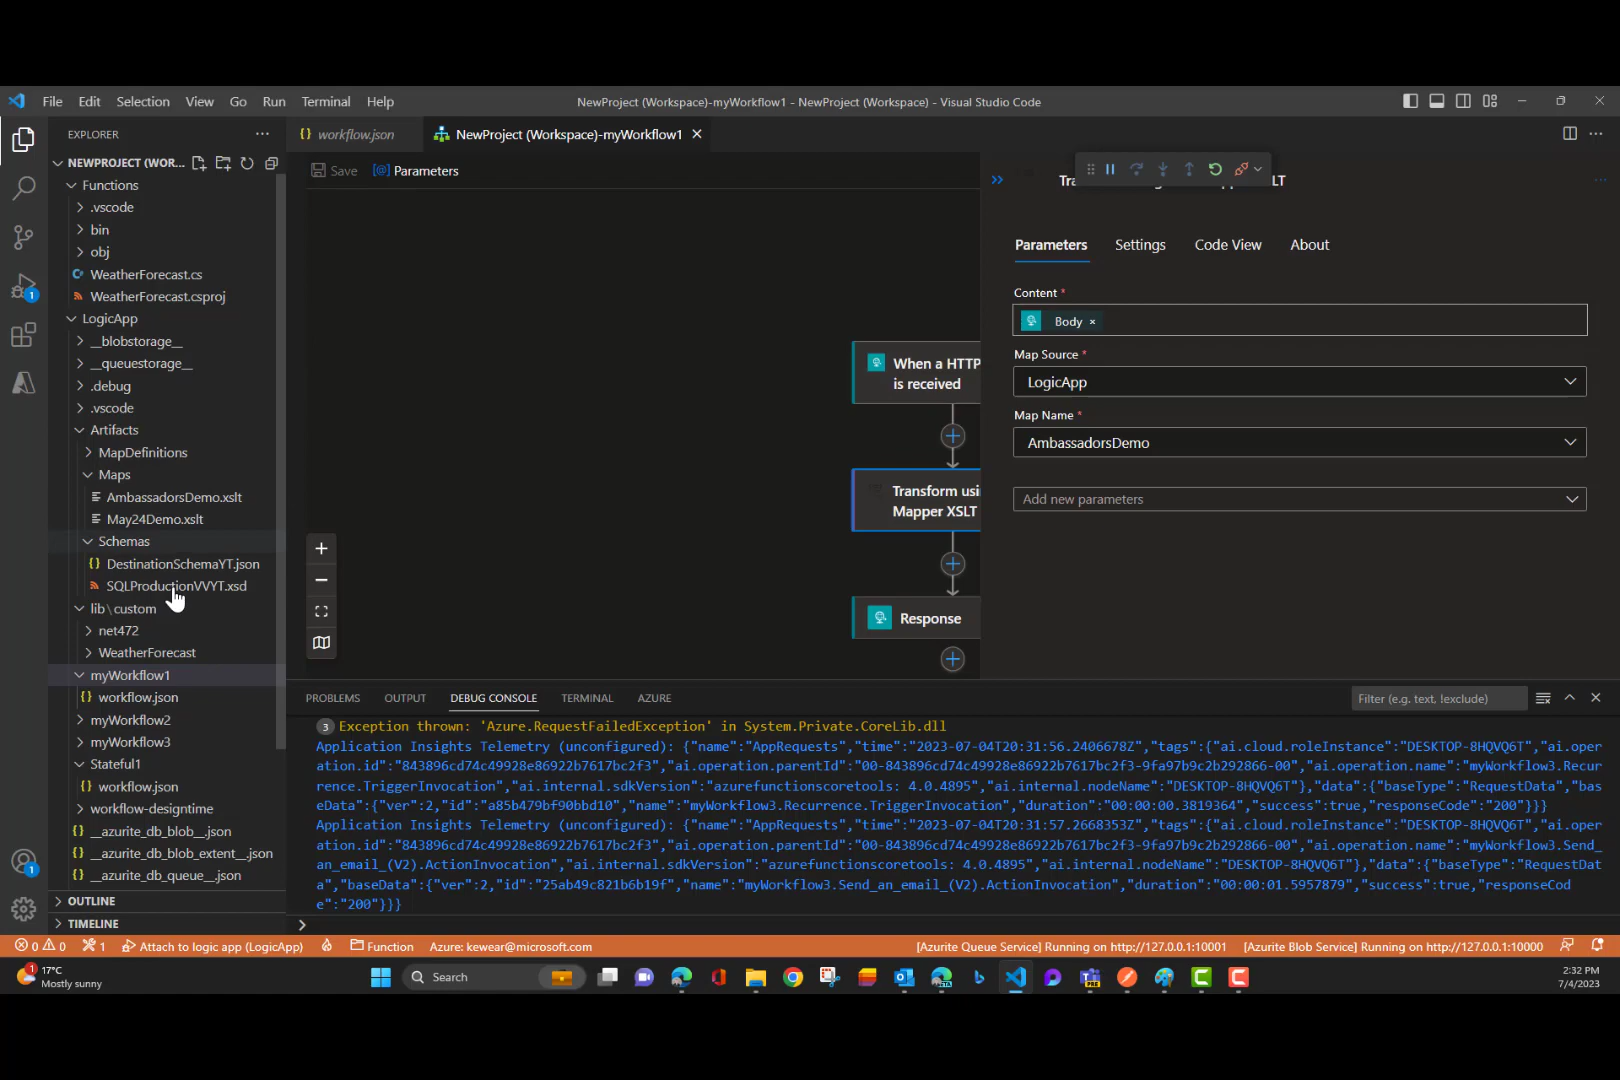 File Edit Selection View Go Run Terminal Help
NewProject (Workspace)-myWorkflow1 - NewProject (Workspace) - Visual Studio Code
EXPLORER
workflow.json
NewProject (Workspace)-myWorkflow1
NEWPROJECT (WOR...
Functions
.vscode
bin
obj
WeatherForecast.cs
WeatherForecast.csproj
LogicApp
__blobstorage__
__queuestorage__
.debug
.vscode
Artifacts
MapDefinitions
Maps
AmbassadorsDemo.xslt
May24Demo.xslt
Schemas
DestinationSchemaYT.json
SQLProductionVVYT.xsd
lib\custom
net472
WeatherForecast
myWorkflow1
workflow.json
myWorkflow2
myWorkflow3
Stateful1
workflow.json
workflow-designtime
__azurite_db_blob__.json
__azurite_db_blob_extent__.json
__azurite_db_queue__.json
OUTLINE
TIMELINE
1
1
Save
Parameters
When a HTTP
is received
Transform usi
Mapper XSLT
Response
Parameters Settings Code View About
Content *
Body ×
Map Source *
LogicApp
Map Name *
AmbassadorsDemo
Add new parameters
PROBLEMS OUTPUT DEBUG CONSOLE TERMINAL AZURE
Filter (e.g. text, !exclude)
3 Exception thrown: 'Azure.RequestFailedException' in System.Private.CoreLib.dll
Application Insights Telemetry (unconfigured): {"name":"AppRequests","time":"2023-07-04T20:31:56.2406678Z","tags":{"ai.cloud.roleInstance":"DESKTOP-8HQVQ6T","ai.oper
ation.id":"843896cd74c49928e86922b7617bc2f3","ai.operation.parentId":"00-843896cd74c49928e86922b7617bc2f3-9fa97b9c2b292866-00","ai.operation.name":"myWorkflow3.Recur
rence.TriggerInvocation","ai.internal.sdkVersion":"azurefunctionscoretools: 4.0.4895","ai.internal.nodeName":"DESKTOP-8HQVQ6T"},"data":{"baseType":"RequestData","bas
eData":{"ver":2,"id":"a85b479bf90bbd10","name":"myWorkflow3.Recurrence.TriggerInvocation","duration":"00:00:00.3819364","success":true,"responseCode":"200"}}}
Application Insights Telemetry (unconfigured): {"name":"AppRequests","time":"2023-07-04T20:31:57.2668353Z","tags":{"ai.cloud.roleInstance":"DESKTOP-8HQVQ6T","ai.oper
ation.id":"843896cd74c49928e86922b7617bc2f3","ai.operation.parentId":"00-843896cd74c49928e86922b7617bc2f3-9fa97b9c2b292866-00","ai.operation.name":"myWorkflow3.Send_
an_email_(V2).ActionInvocation","ai.internal.sdkVersion":"azurefunctionscoretools: 4.0.4895","ai.internal.nodeName":"DESKTOP-8HQVQ6T"},"data":{"baseType":"RequestDat
a","baseData":{"ver":2,"id":"25ab49c821b6b19f","name":"myWorkflow3.Send_an_email_(V2).ActionInvocation","duration":"00:00:01.5957879","success":true,"responseCo
de":"200"}}}
0 0 1 Attach to logic app (LogicApp) Function Azure: kewear@microsoft.com [Azurite Queue Service] Running on http://127.0.0.1:10001 [Azurite Blob Service] Running on http://127.0.0.1:10000
1
17°C
Mostly sunny
Search
PRE
2:32 PM
7/4/2023